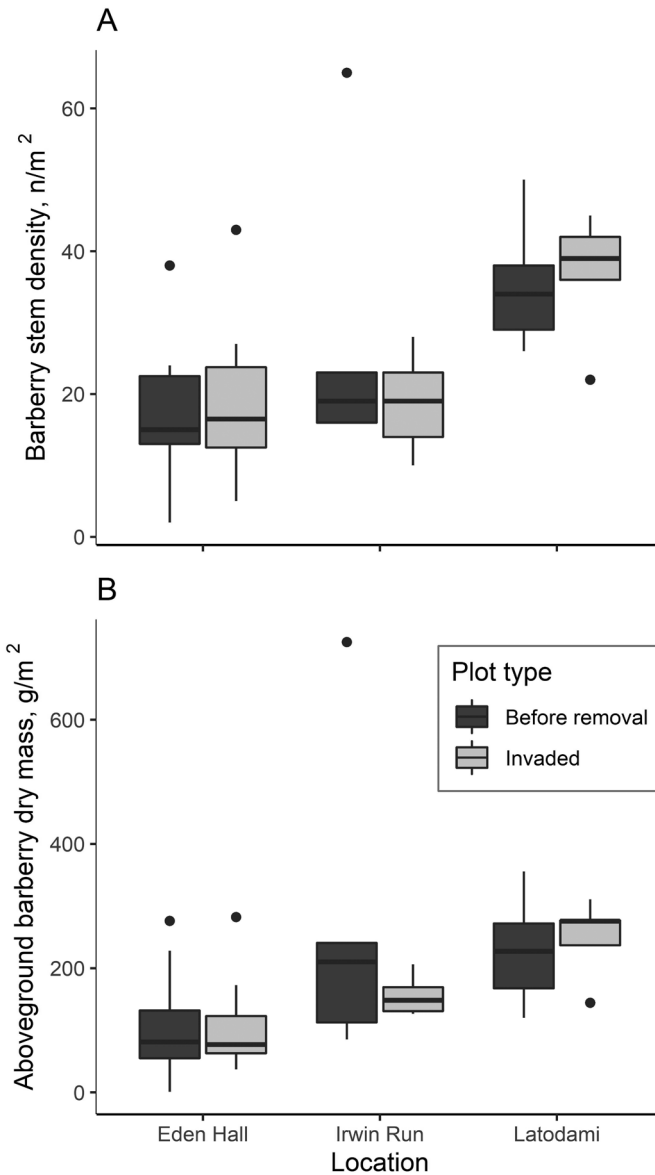 A
Barberry stem density, n/m²
60
40
20
0
B
Aboveground barberry dry mass, g/m²
600
400
200
0
Plot type
Before removal
Invaded
Eden Hall Irwin Run Latodami
Location